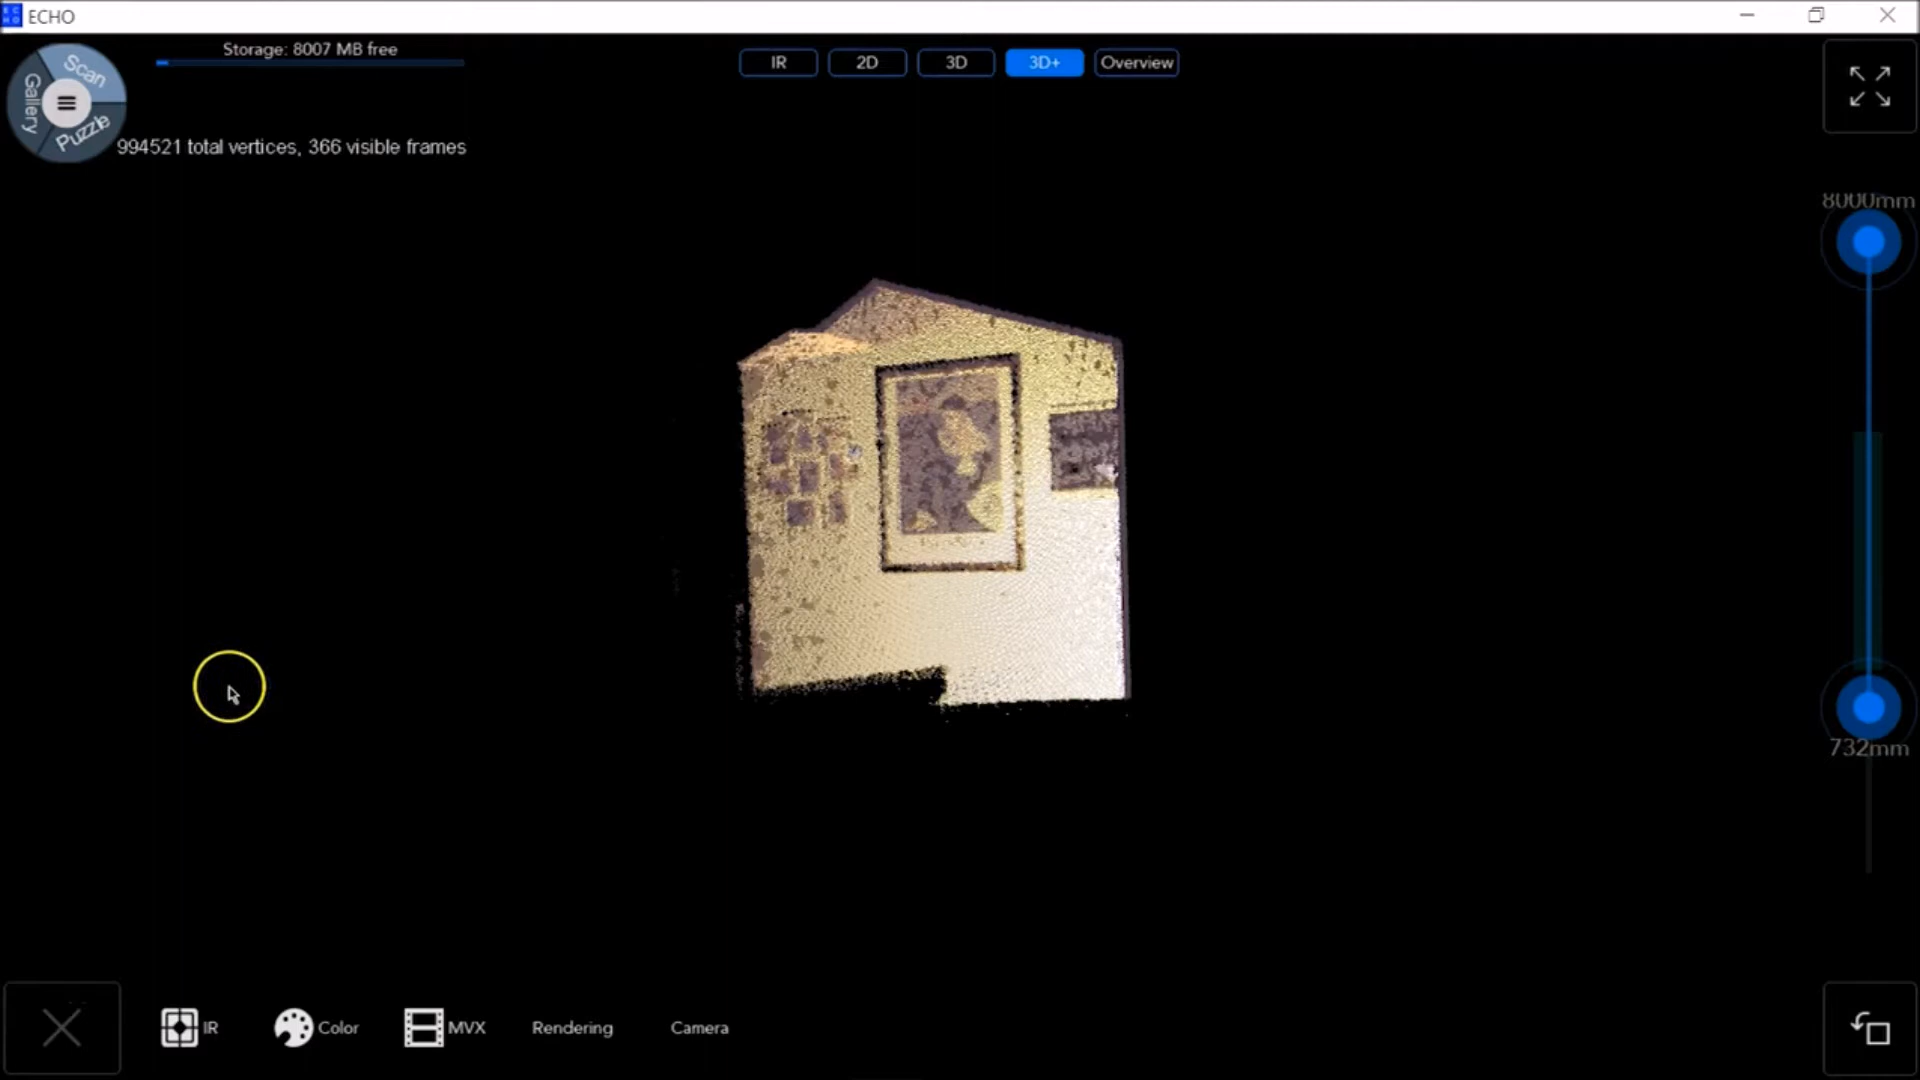 ECHO
Storage: 8007 MB free
IR
2D
3D
3D+
Overview
Scan
Gallery
Puzzle
994521 total vertices, 366 visible frames
8000mm
732mm
IR
Color
MVX
Rendering
Camera